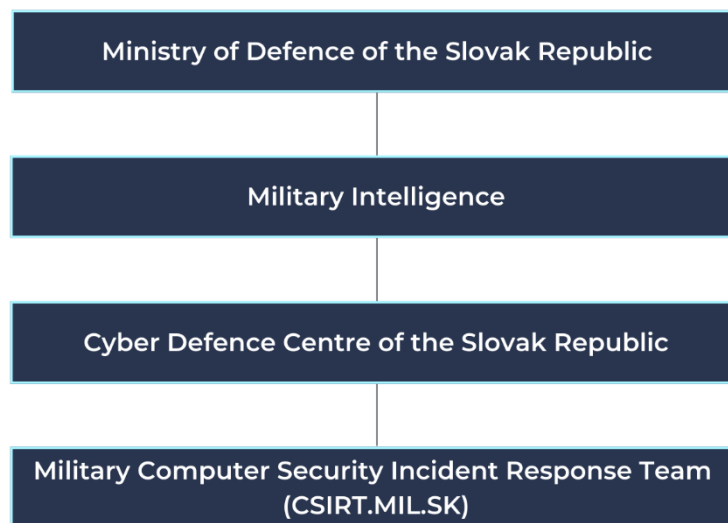 Ministry of Defence of the Slovak Republic
Military Intelligence
Cyber Defence Centre of the Slovak Republic
Military Computer Security Incident Response Team
(CSIRT.MIL.SK)